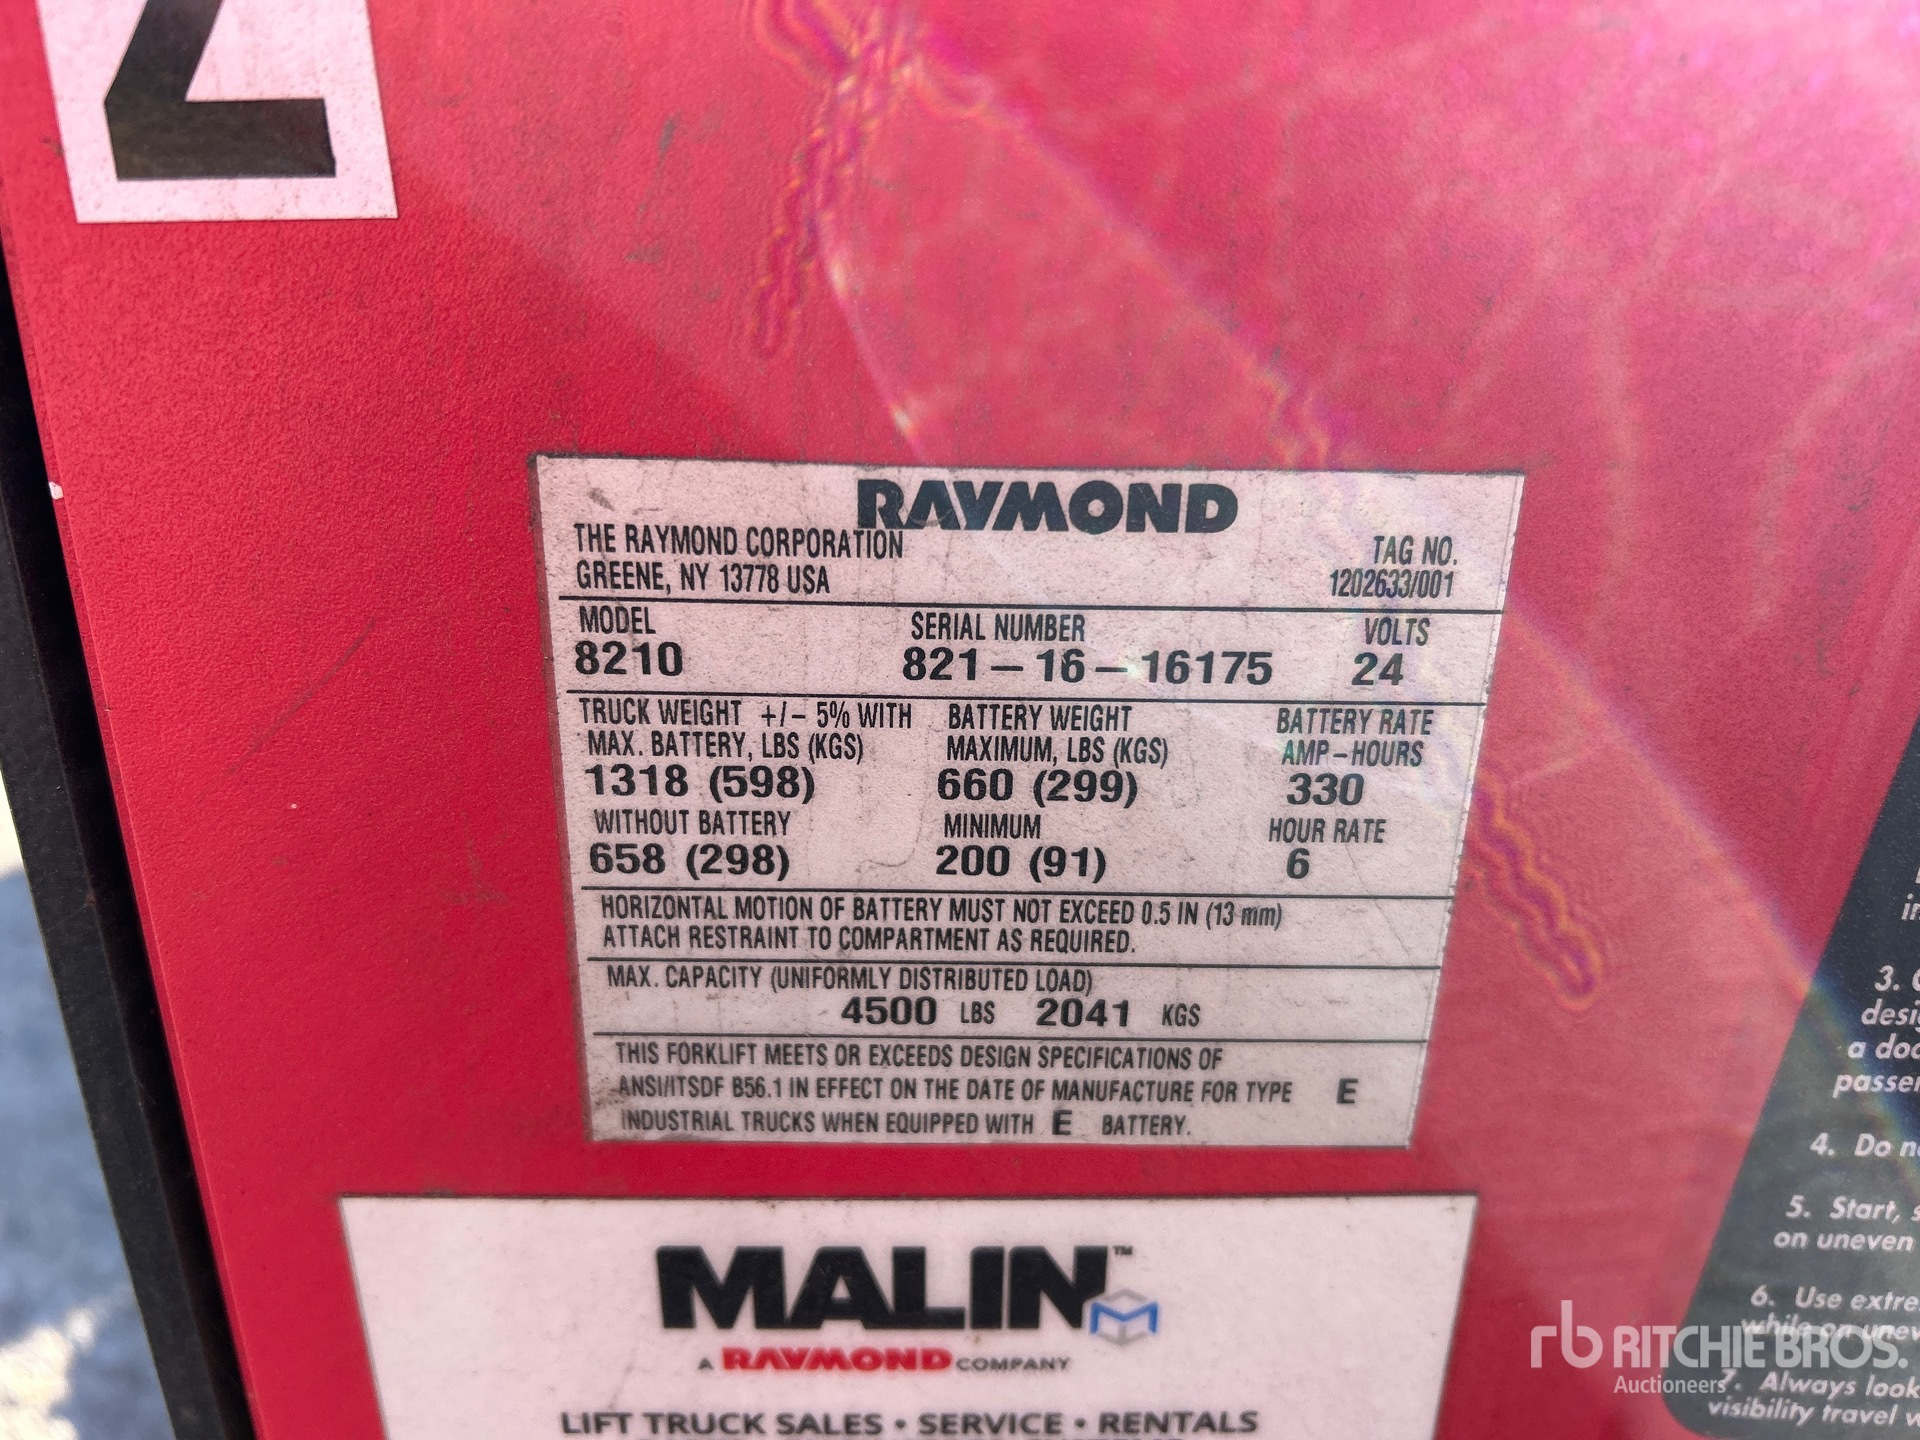 2
RAYMOND
THE RAYMOND CORPORATION
GREENE, NY 13778 USA
TAG NO.
1202633/001
MODEL SERIAL NUMBER VOLTS
8210 821-16-16175 24
TRUCK WEIGHT +/- 5% WITH BATTERY WEIGHT BATTERY RATE
MAX. BATTERY, LBS (KGS) MAXIMUM, LBS (KGS) AMP-HOURS
1318 (598) 660 (299) 330
WITHOUT BATTERY MINIMUM HOUR RATE
658 (298) 200 (91) 6
HORIZONTAL MOTION OF BATTERY MUST NOT EXCEED 0.5 IN (13 mm)
ATTACH RESTRAINT TO COMPARTMENT AS REQUIRED.
MAX. CAPACITY (UNIFORMLY DISTRIBUTED LOAD)
4500 LBS 2041 KGS
THIS FORKLIFT MEETS OR EXCEEDS DESIGN SPECIFICATIONS OF
ANSI/ITSDF B56.1 IN EFFECT ON THE DATE OF MANUFACTURE FOR TYPE E
INDUSTRIAL TRUCKS WHEN EQUIPPED WITH E BATTERY.
MALIN™
A RAYMOND COMPANY
LIFT TRUCK SALES • SERVICE • RENTALS
3.
a
4. Do
5. Start,
on uneven
6. Use
while on
7. Always look
visibility travel
rb RITCHIE BROS.
Auctioneers